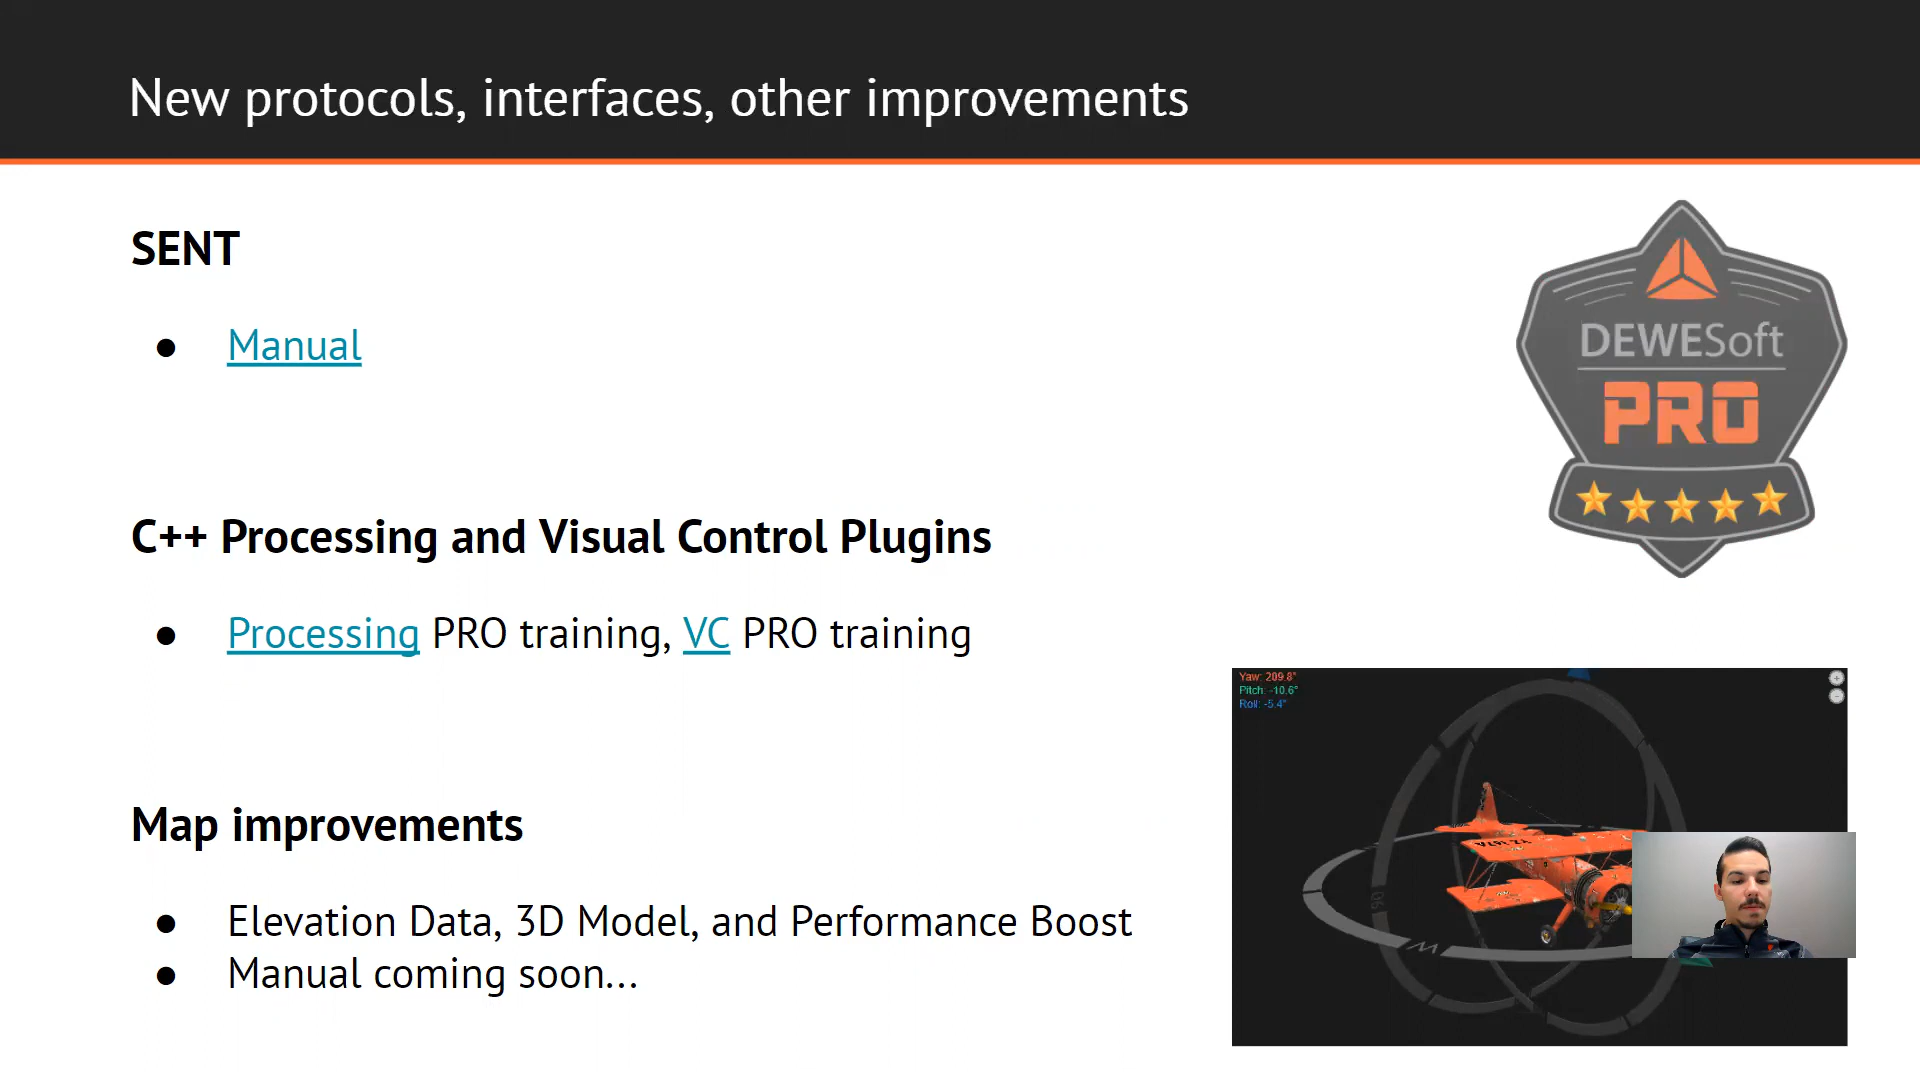 New protocols, interfaces, other improvements
SENT
● Manual
DEWESoft
PRO
C++ Processing and Visual Control Plugins
● Processing PRO training, VC PRO training
Yaw: 209.8°
Pitch: -10.6°
Roll: -5.4°
Map improvements
● Elevation Data, 3D Model, and Performance Boost
● Manual coming soon...